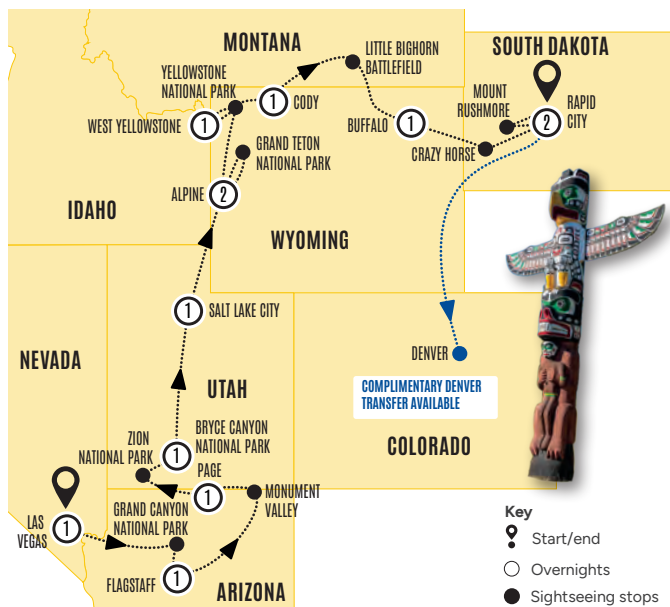 MONTANA
LITTLE BIGHORN
BATTLEFIELD
SOUTH DAKOTA
YELLOWSTONE
NATIONAL PARK
1
CODY
MOUNT
RUSHMORE
2
RAPID
CITY
WEST YELLOWSTONE
1
BUFFALO
1
CRAZY HORSE
GRAND TETON
NATIONAL PARK
ALPINE
2
IDAHO
WYOMING
1
SALT LAKE CITY
NEVADA
DENVER
UTAH
COMPLIMENTARY DENVER
TRANSFER AVAILABLE
COLORADO
ZION
NATIONAL PARK
BRYCE CANYON
NATIONAL PARK
1
PAGE
1
MONUMENT
VALLEY
GRAND CANYON
NATIONAL PARK
LAS
VEGAS
1
FLAGSTAFF
1
ARIZONA
Key
Start/end
Overnights
Sightseeing stops